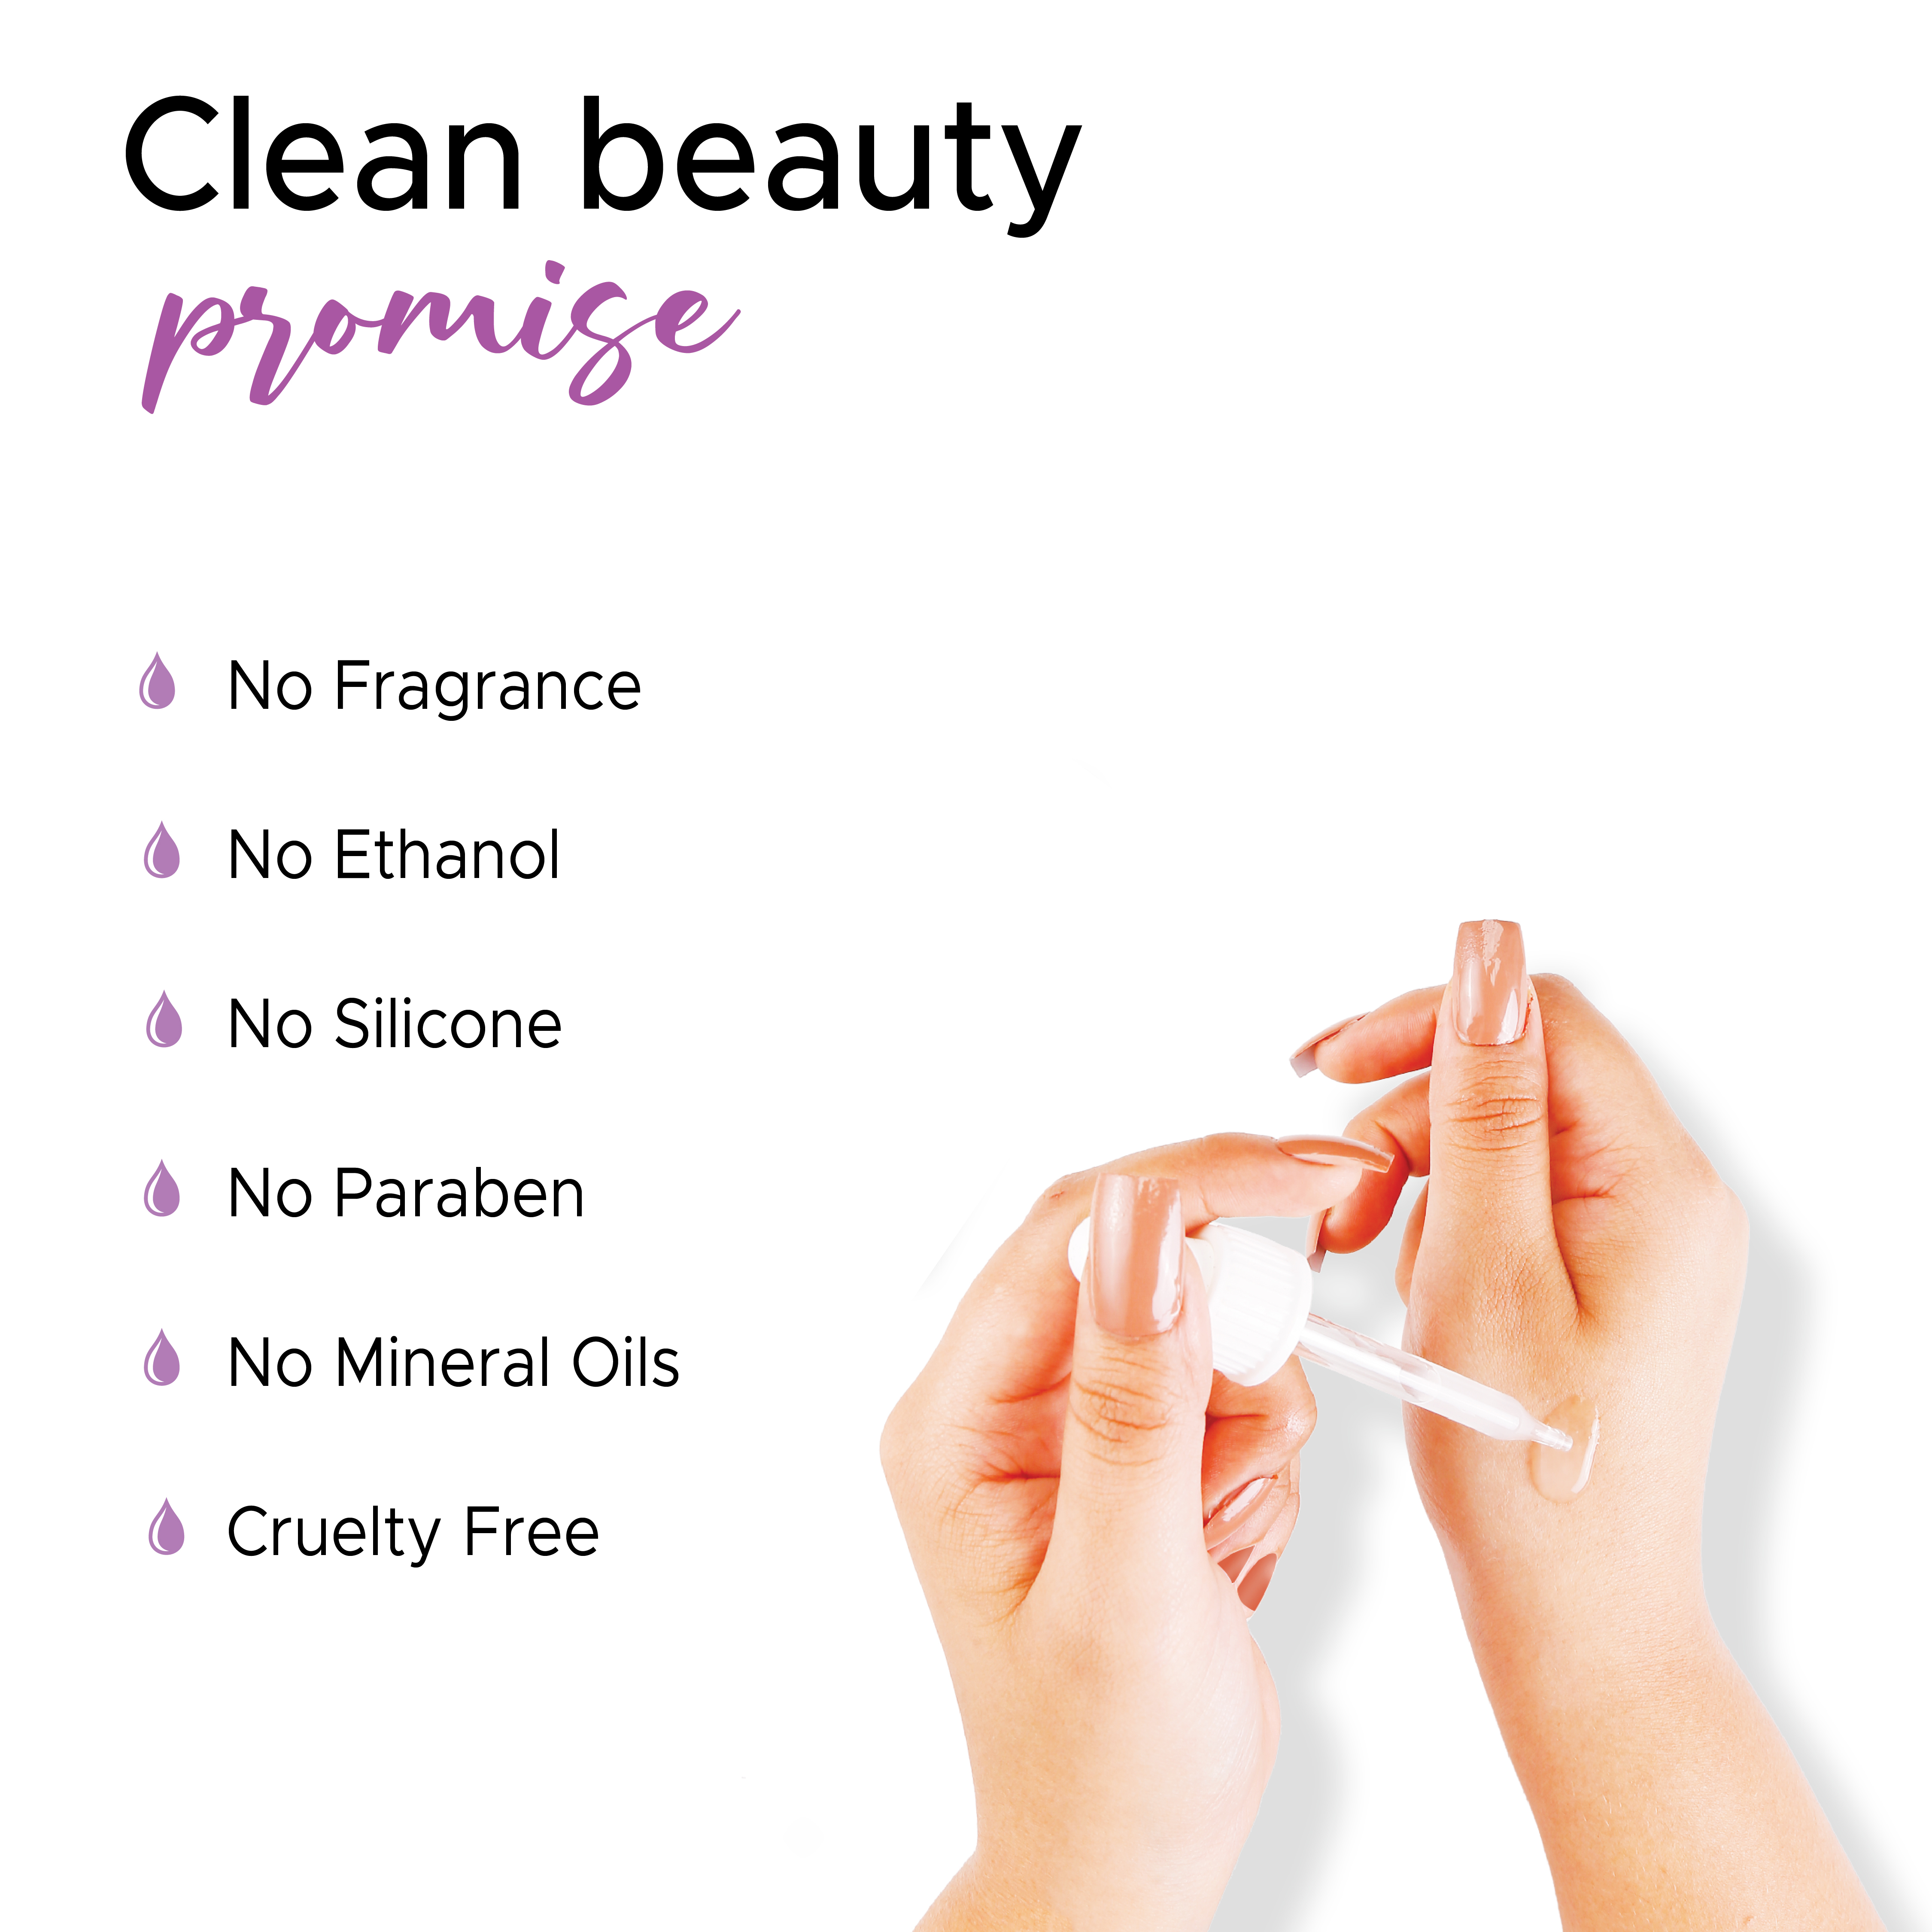 Clean beauty
promise
No Fragrance
No Ethanol
No Silicone
No Paraben
No Mineral Oils
Cruelty Free